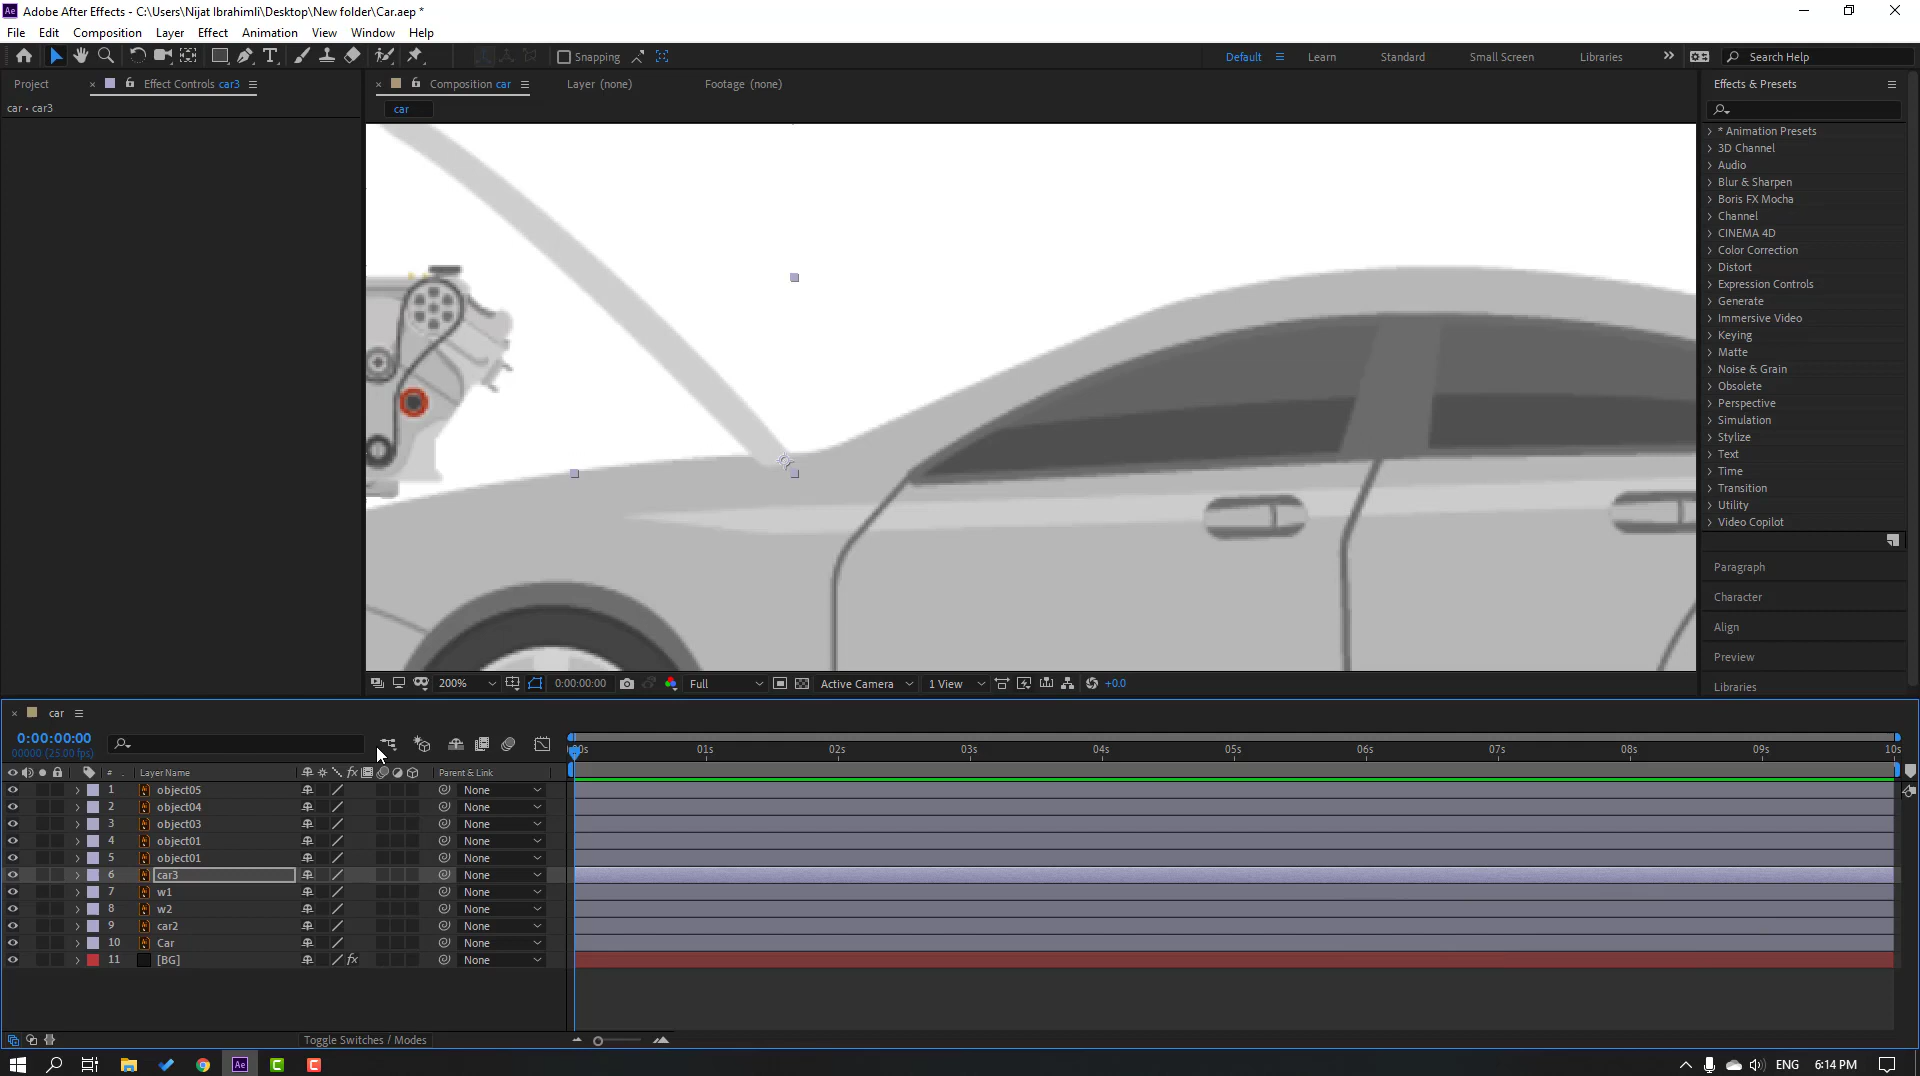 Adobe After Effects - C:\Users\Nijat Ibrahimli\Desktop\New folder\Car.aep *
File Edit Composition Layer Effect Animation View Window Help
Snapping Default Learn Standard Small Screen Libraries Search Help
Project Effect Controls car3 Composition car Layer (none) Footage (none) Effects & Presets
car • car3
car
* Animation Presets
3D Channel
Audio
Blur & Sharpen
Boris FX Mocha
Channel
CINEMA 4D
Color Correction
Distort
Expression Controls
Generate
Immersive Video
Keying
Matte
Noise & Grain
Obsolete
Perspective
Simulation
Stylize
Text
Time
Transition
Utility
Video Copilot
Paragraph
Character
Align
Preview
Libraries
200% 0:00:00:00 Full Active Camera 1 View +0.0
car
0:00:00:00
00000 (25.00 fps)
00s 01s 02s 03s 04s 05s 06s 07s 08s 09s 10s
# Layer Name Parent & Link
1 object05 None
2 object04 None
3 object03 None
4 object01 None
5 object01 None
6 car3 None
7 w1 None
8 w2 None
9 car2 None
10 Car None
11 [BG] fx None
Toggle Switches / Modes
ENG 6:14 PM